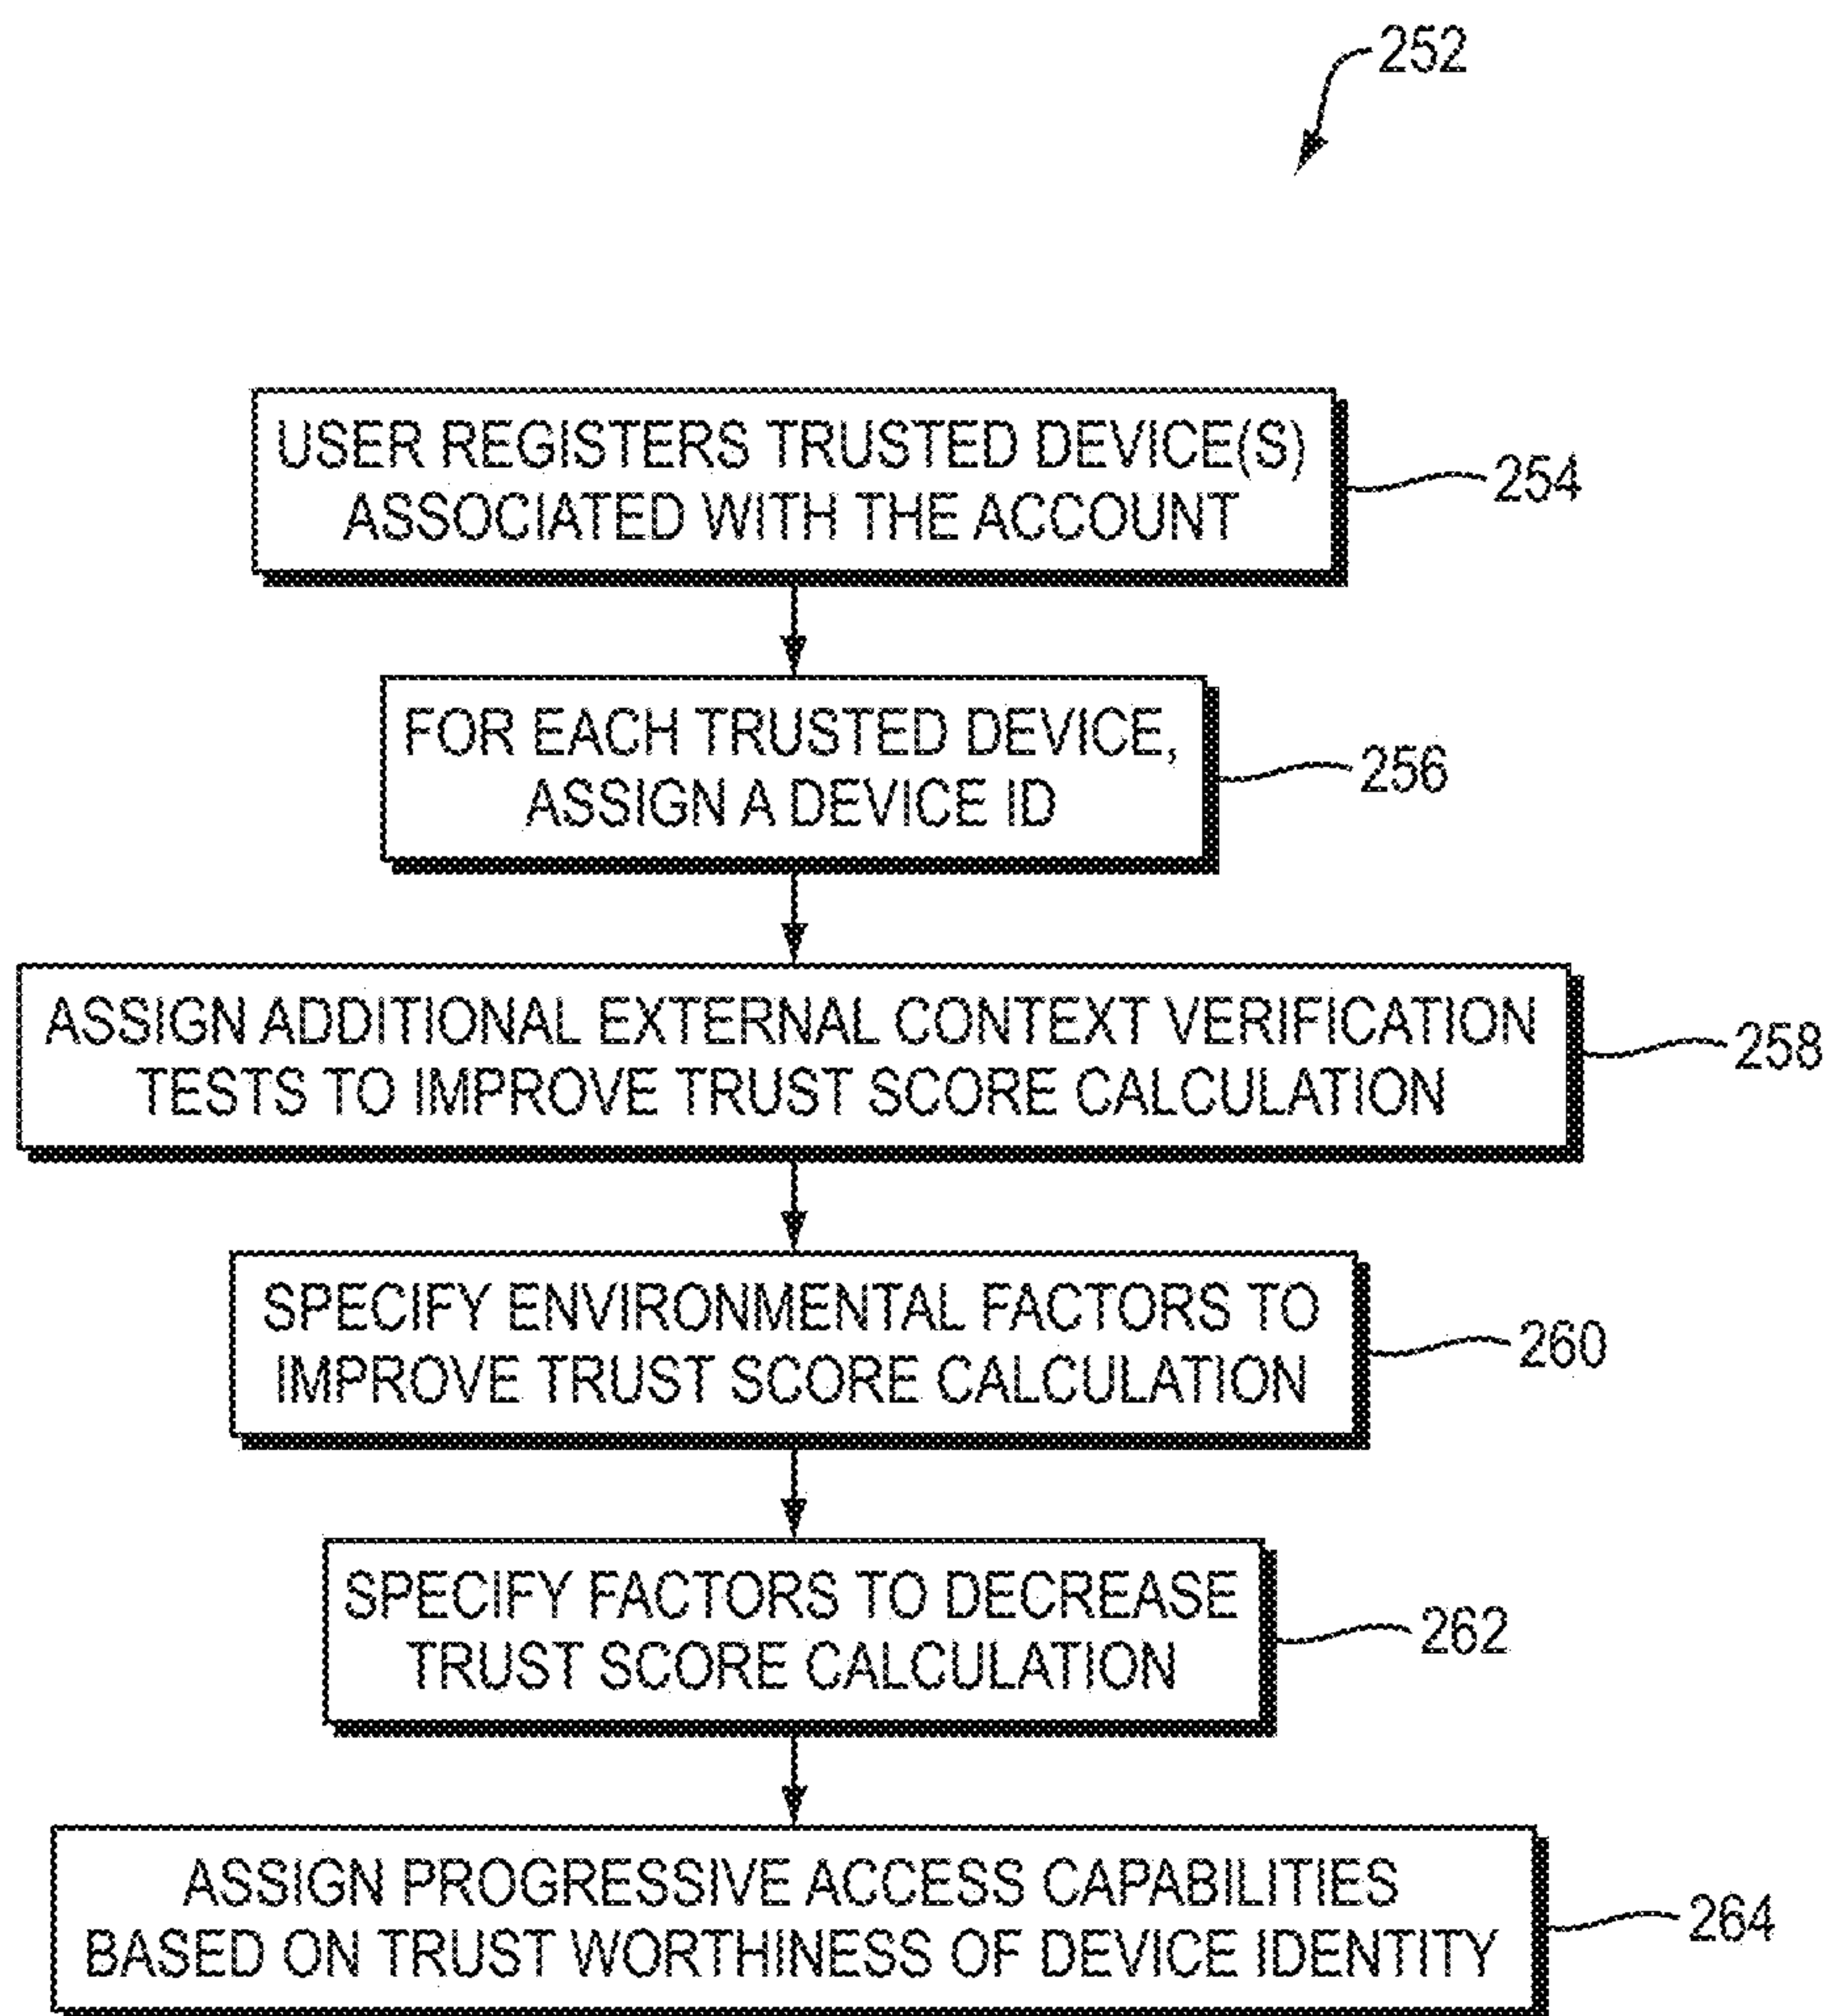 252
USER REGISTERS TRUSTED DEVICE(S)
ASSOCIATED WITH THE ACCOUNT
254
FOR EACH TRUSTED DEVICE,
ASSIGN A DEVICE ID
256
ASSIGN ADDITIONAL EXTERNAL CONTEXT VERIFICATION
TESTS TO IMPROVE TRUST SCORE CALCULATION
258
SPECIFY ENVIRONMENTAL FACTORS TO
IMPROVE TRUST SCORE CALCULATION
260
SPECIFY FACTORS TO DECREASE
TRUST SCORE CALCULATION
262
ASSIGN PROGRESSIVE ACCESS CAPABILITIES
BASED ON TRUST WORTHINESS OF DEVICE IDENTITY
264